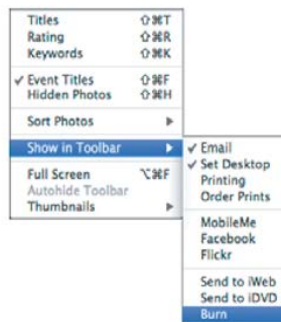 Titles ⇧⌘T
Rating ⇧⌘R
Keywords ⇧⌘K
✓ Event Titles ⇧⌘F
Hidden Photos ⇧⌘H
Sort Photos ▶
Show in Toolbar ▶
Full Screen ⌥⌘F
Autohide Toolbar
Thumbnails ▶
✓ Email
✓ Set Desktop
Printing
Order Prints
MobileMe
Facebook
Flickr
Send to iWeb
Send to iDVD
Burn